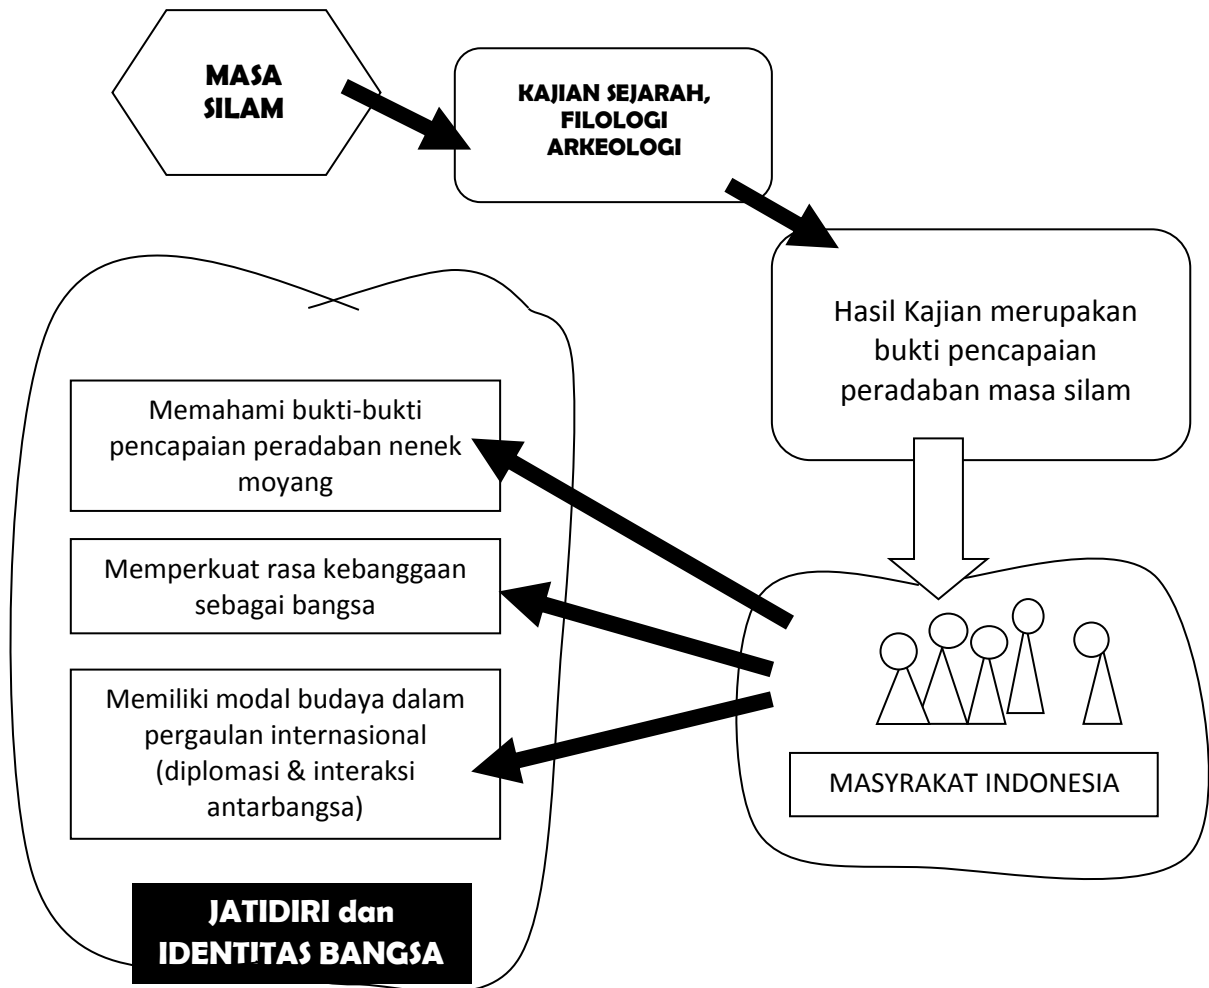 MASA
SILAM
KAJIAN SEJARAH,
FILOLOGI
ARKEOLOGI
Hasil Kajian merupakan
bukti pencapaian
peradaban masa silam
Memahami bukti-bukti
pencapaian peradaban nenek
moyang
Memperkuat rasa kebanggaan
sebagai bangsa
Memiliki modal budaya dalam
pergaulan internasional
(diplomasi & interaksi
antarbangsa)
MASYRAKAT INDONESIA
JATIDIRI dan
IDENTITAS BANGSA